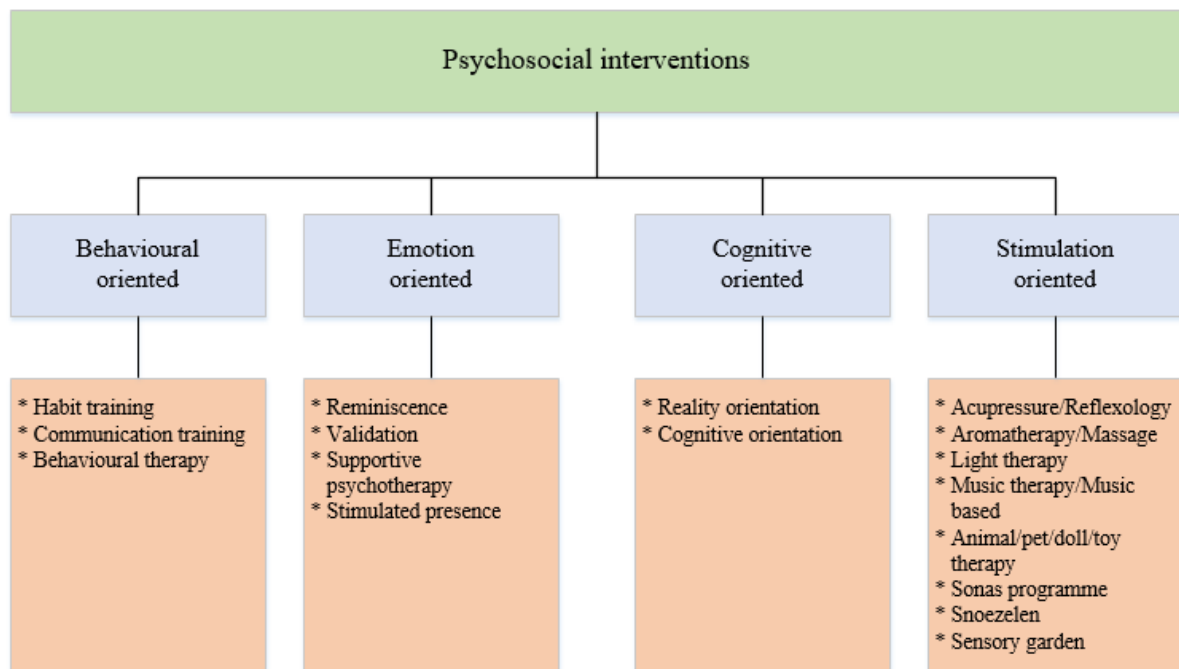 Psychosocial interventions
Behavioural
oriented
Emotion
oriented
Cognitive
oriented
Stimulation
oriented
* Habit training
* Communication training
* Behavioural therapy
* Reminiscence
* Validation
* Supportive
psychotherapy
* Stimulated presence
* Reality orientation
* Cognitive orientation
* Acupressure/Reflexology
* Aromatherapy/Massage
* Light therapy
* Music therapy/Music
based
* Animal/pet/doll/toy
therapy
* Sonas programme
* Snoezelen
* Sensory garden